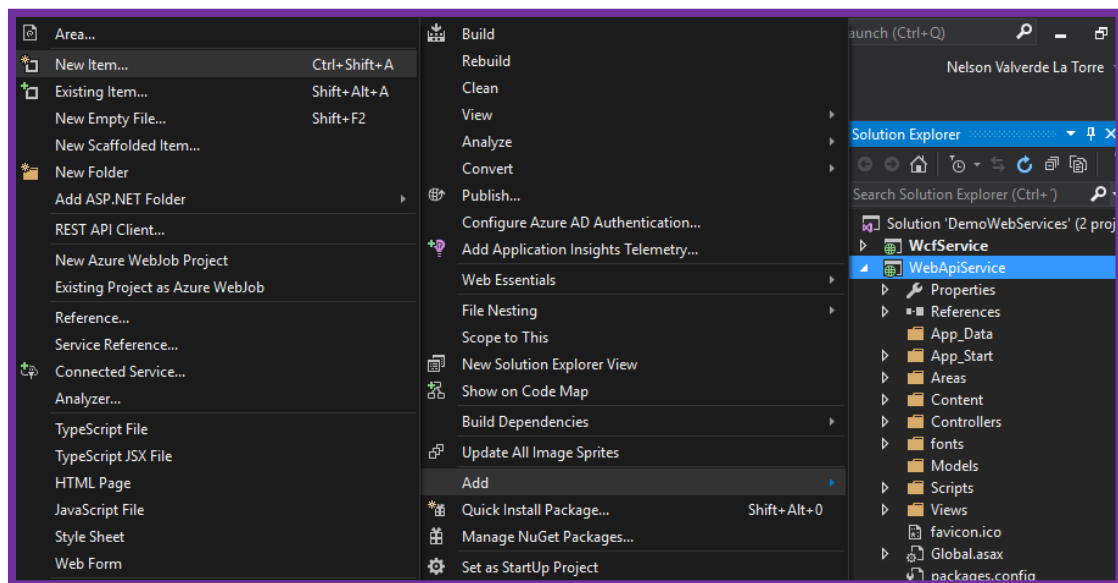 Area...
New Item... Ctrl+Shift+A
Existing Item... Shift+Alt+A
New Empty File... Shift+F2
New Scaffolded Item...
New Folder
Add ASP.NET Folder
REST API Client...
New Azure WebJob Project
Existing Project as Azure WebJob
Reference...
Service Reference...
Connected Service...
Analyzer...
TypeScript File
TypeScript JSX File
HTML Page
JavaScript File
Style Sheet
Web Form
Build
Rebuild
Clean
View
Analyze
Convert
Publish...
Configure Azure AD Authentication...
Add Application Insights Telemetry...
Web Essentials
File Nesting
Scope to This
New Solution Explorer View
Show on Code Map
Build Dependencies
Update All Image Sprites
Add
Quick Install Package... Shift+Alt+0
Manage NuGet Packages...
Set as StartUp Project
aunch (Ctrl+Q)
Nelson Valverde La Torre
Solution Explorer
Search Solution Explorer (Ctrl+¨)
Solution 'DemoWebServices' (2 proj
WcfService
WebApiService
Properties
References
App_Data
App_Start
Areas
Content
Controllers
fonts
Models
Scripts
Views
favicon.ico
Global.asax
packages.config